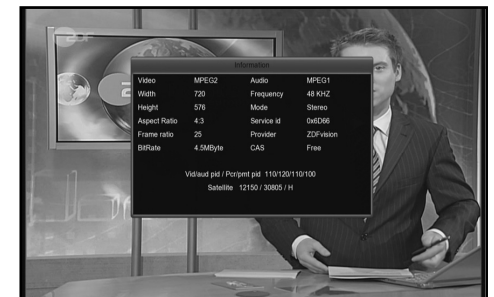 Information
Video MPEG2 Audio MPEG1
Width 720 Frequency 48 KHZ
Height 576 Mode Stereo
Aspect Ratio 4:3 Service id 0x6D66
Frame ratio 25 Provider ZDFvision
BitRate 4.5MByte CAS Free
Vid/aud pid / Pcr/pmt pid 110/120/110/100
Satellite 12150 / 30805 / H